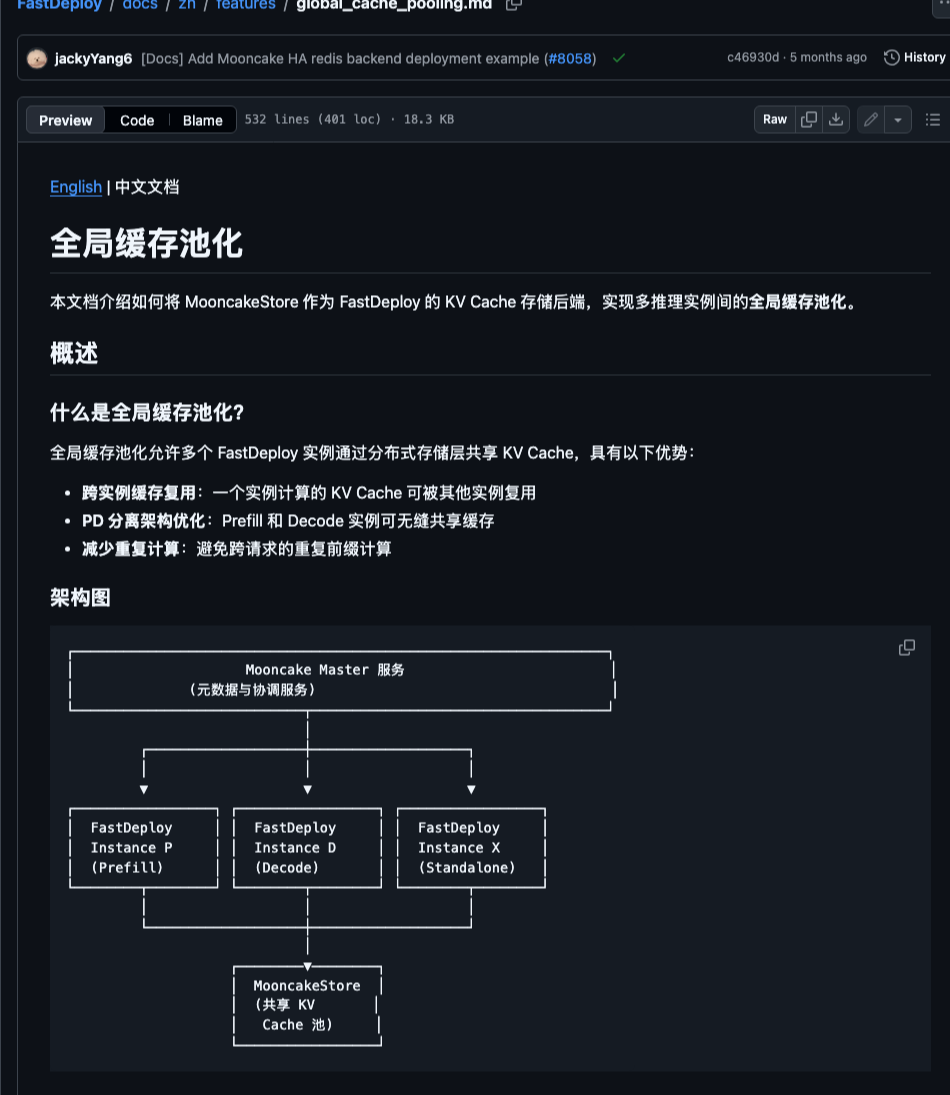 FastDeploy / docs / zh / features / global_cache_pooling.md
jackyYang6 [Docs] Add Mooncake HA redis backend deployment example (#8058) c46930d · 5 months ago History
Preview Code Blame 532 lines (401 loc) · 18.3 KB Raw
English | 中文文档
全局缓存池化
本文档介绍如何将 MooncakeStore 作为 FastDeploy 的 KV Cache 存储后端，实现多推理实例间的全局缓存池化。
概述
什么是全局缓存池化?
全局缓存池化允许多个 FastDeploy 实例通过分布式存储层共享 KV Cache，具有以下优势：
• 跨实例缓存复用：一个实例计算的 KV Cache 可被其他实例复用
• PD 分离架构优化：Prefill 和 Decode 实例可无缝共享缓存
• 减少重复计算：避免跨请求的重复前缀计算
架构图
Mooncake Master 服务
(元数据与协调服务)
FastDeploy FastDeploy FastDeploy
Instance P Instance D Instance X
(Prefill) (Decode) (Standalone)
MooncakeStore
(共享 KV
Cache 池)